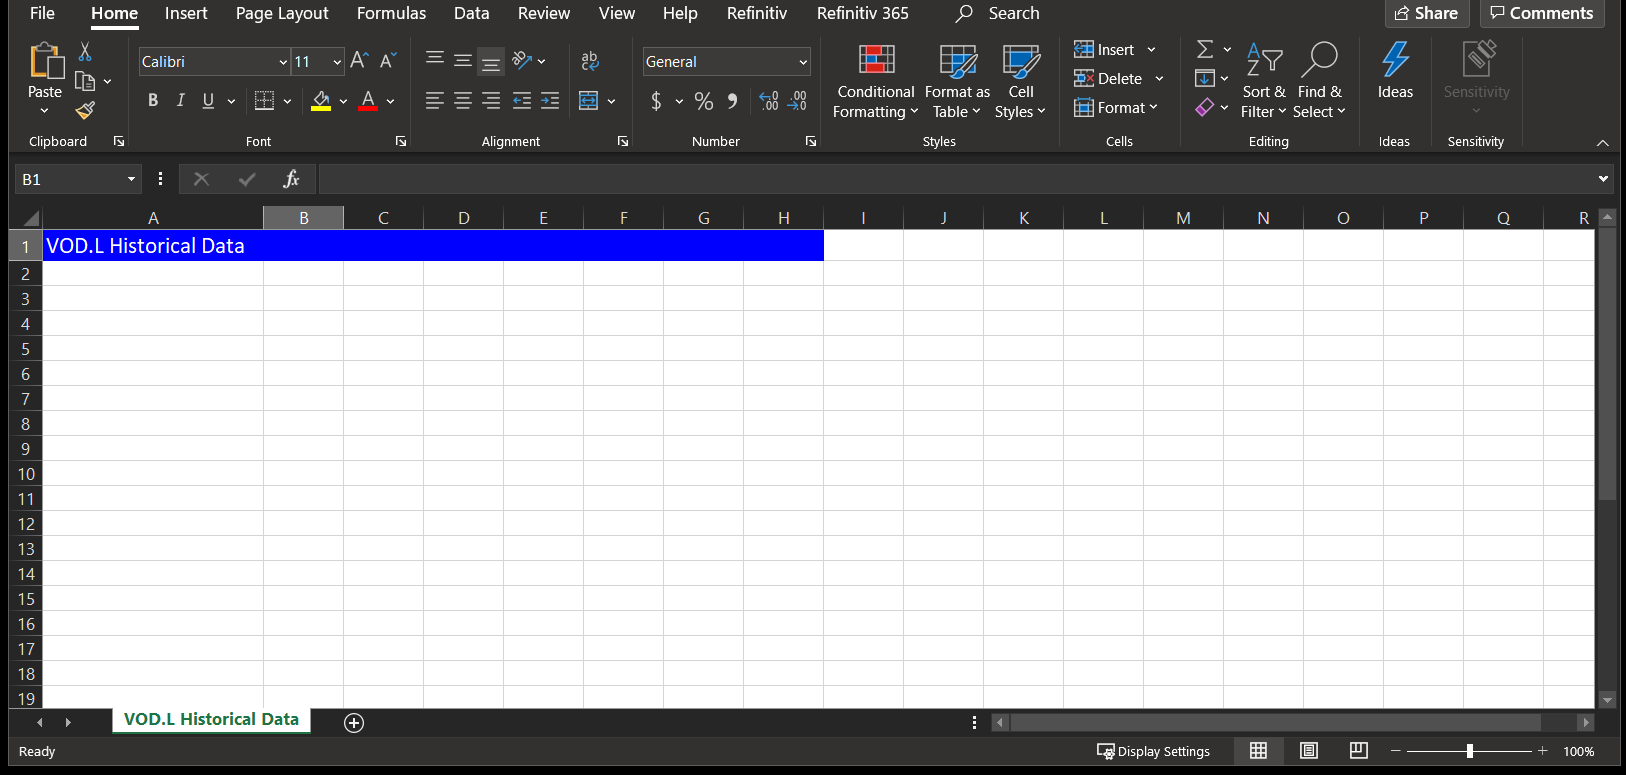 File Home Insert Page Layout Formulas Data Review View Help Refinitiv Refinitiv 365 Search Share Comments
Calibri 11 General Insert
Paste Conditional Formatting Format as Table Cell Styles Delete Sort & Filter Find & Select Ideas Sensitivity
B I U A $ % Format
Clipboard Font Alignment Number Styles Cells Editing Ideas Sensitivity
B1 fx
A B C D E F G H I J K L M N O P Q R
1 VOD.L Historical Data
2
3
4
5
6
7
8
9
10
11
12
13
14
15
16
17
18
19
VOD.L Historical Data
Ready Display Settings 100%